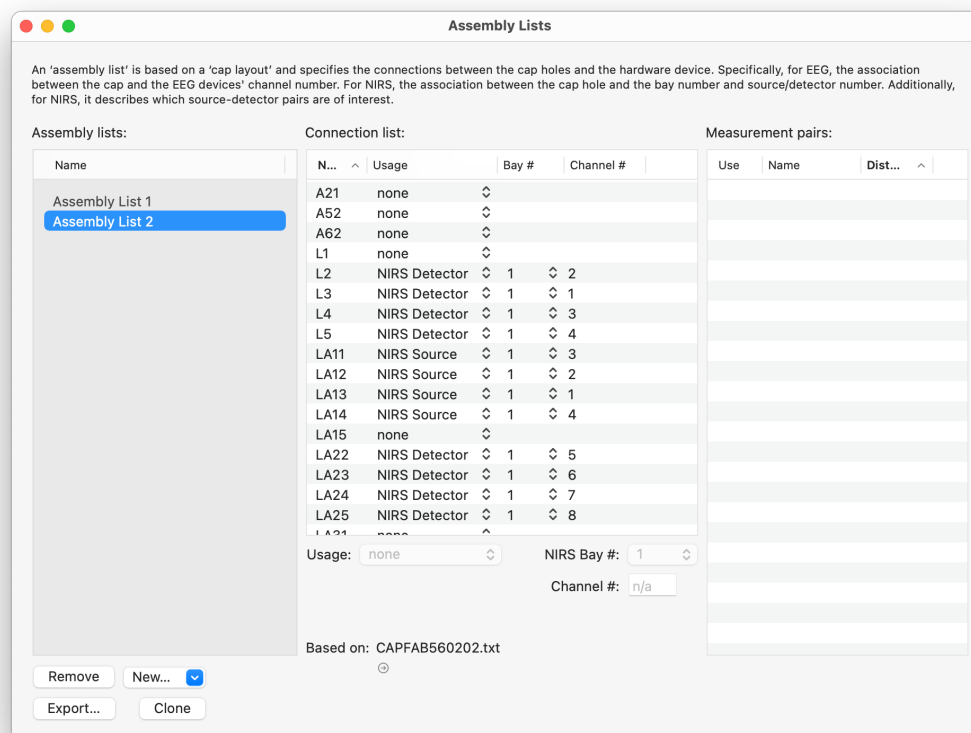 Assembly Lists
An ‘assembly list’ is based on a ‘cap layout’ and specifies the connections between the cap holes and the hardware device. Specifically, for EEG, the association
between the cap and the EEG devices' channel number. For NIRS, the association between the cap hole and the bay number and source/detector number. Additionally,
for NIRS, it describes which source-detector pairs are of interest.
Assembly lists:
Name
Assembly List 1
Assembly List 2
Connection list:
N... Usage Bay # Channel #
A21 none
A52 none
A62 none
L1 none
L2 NIRS Detector 1 2
L3 NIRS Detector 1 1
L4 NIRS Detector 1 3
L5 NIRS Detector 1 4
LA11 NIRS Source 1 3
LA12 NIRS Source 1 2
LA13 NIRS Source 1 1
LA14 NIRS Source 1 4
LA15 none
LA22 NIRS Detector 1 5
LA23 NIRS Detector 1 6
LA24 NIRS Detector 1 7
LA25 NIRS Detector 1 8
LA31 none
Usage: none NIRS Bay #: 1
Channel #: n/a
Based on: CAPFAB560202.txt
Measurement pairs:
Use Name Dist...
Remove New...
Export... Clone